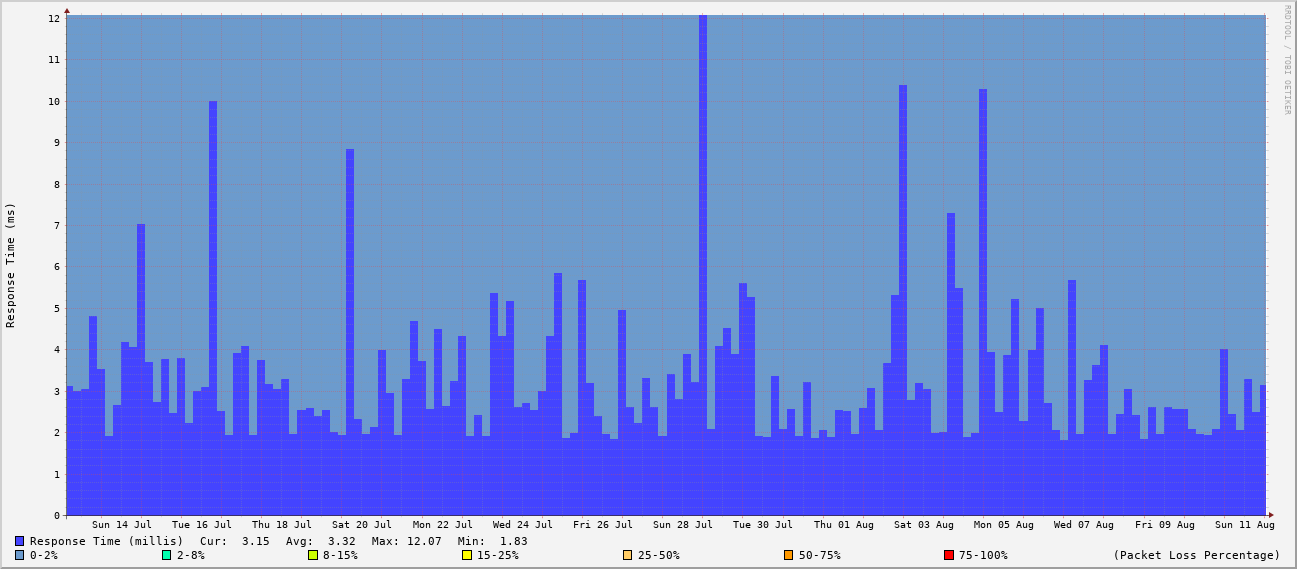 RRDTOOL / TOBI OETIKER
Response Time (ms)
12
11
10
9
8
7
6
5
4
3
2
1
0
Sun 14 Jul Tue 16 Jul Thu 18 Jul Sat 20 Jul Mon 22 Jul Wed 24 Jul Fri 26 Jul Sun 28 Jul Tue 30 Jul Thu 01 Aug Sat 03 Aug Mon 05 Aug Wed 07 Aug Fri 09 Aug Sun 11 Aug
Response Time (millis) Cur: 3.15 Avg: 3.32 Max: 12.07 Min: 1.83
0-2% 2-8% 8-15% 15-25% 25-50% 50-75% 75-100% (Packet Loss Percentage)